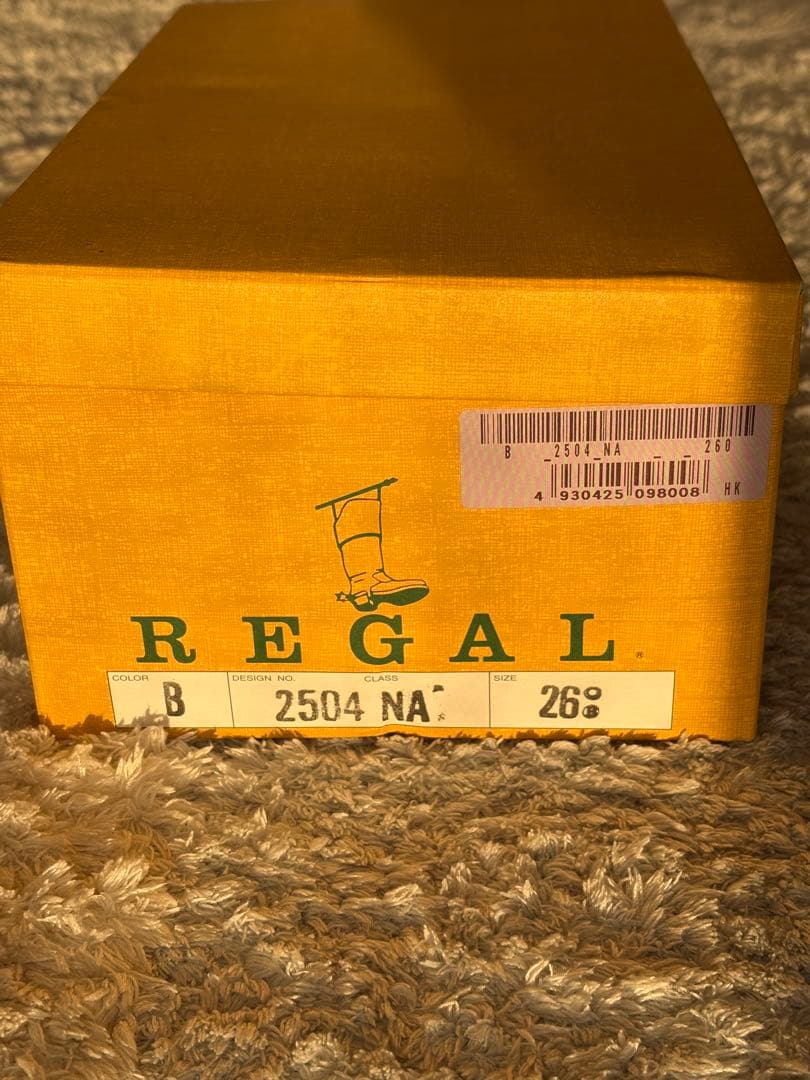 B _2504_NA _ _ 260
4 930425 098008 HK
REGAL®
COLOR DESIGN NO. CLASS SIZE
B 2504 NA 26